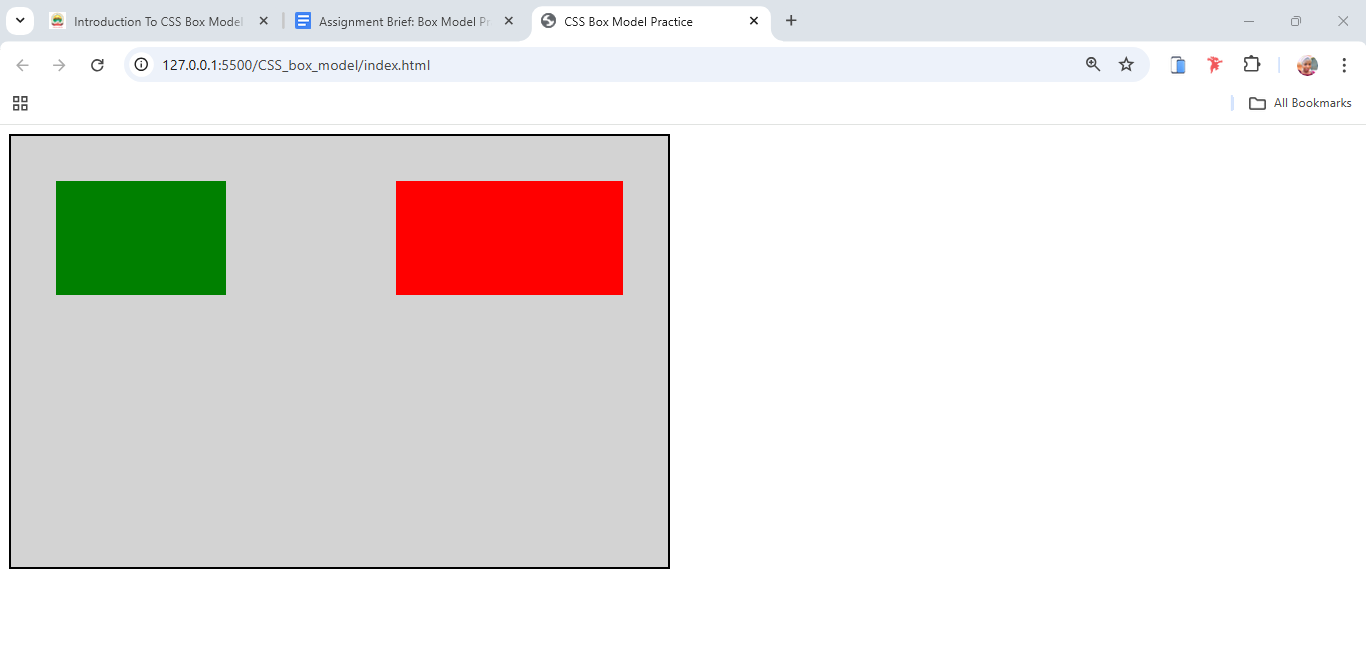 Introduction To CSS Box Model
Assignment Brief: Box Model Pr
CSS Box Model Practice
127.0.0.1:5500/CSS_box_model/index.html
All Bookmarks